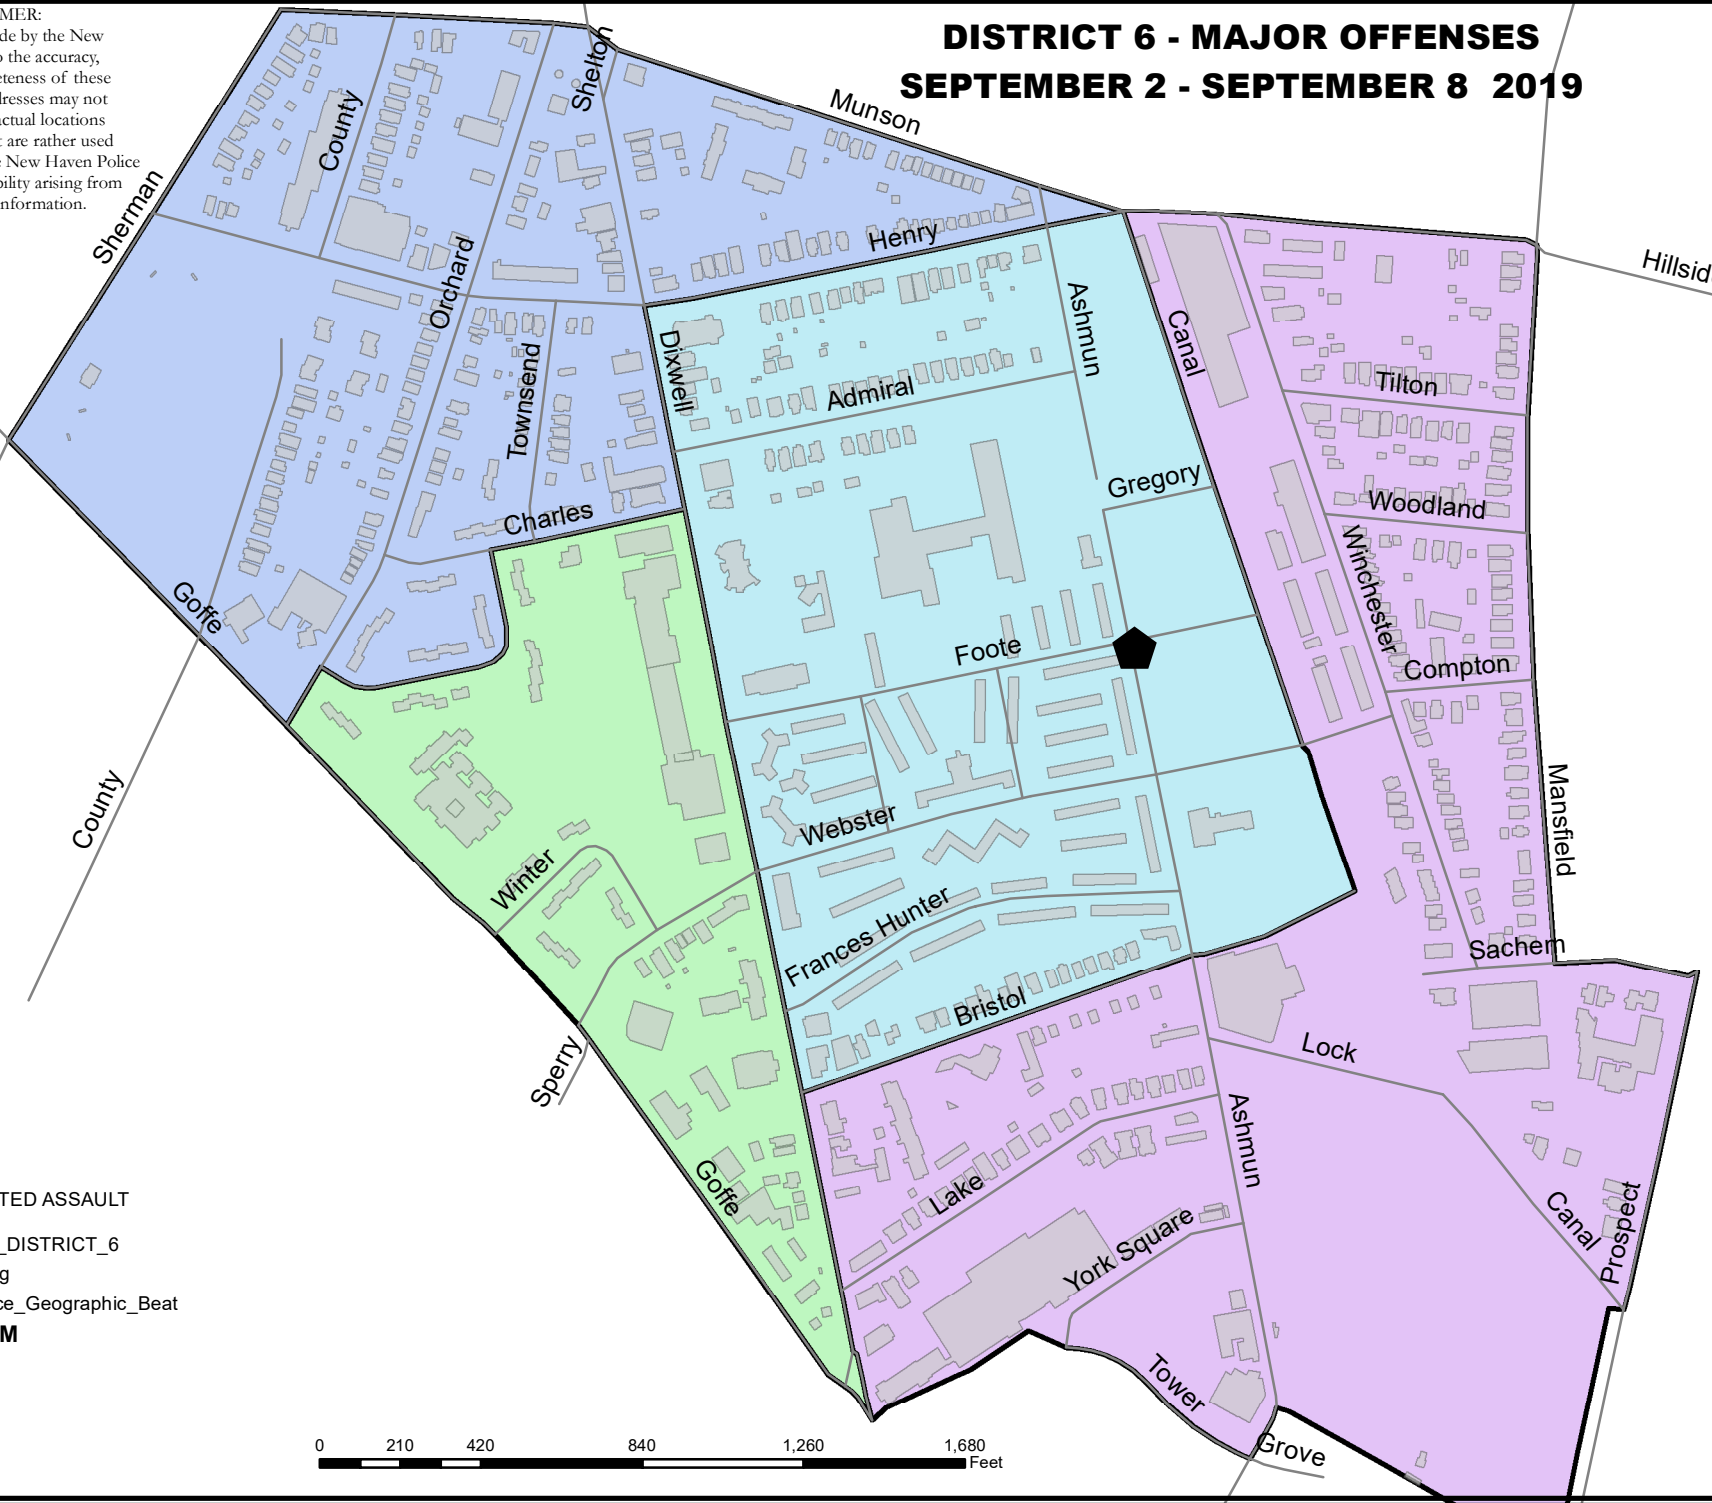 MER:
de by the New
o the accuracy,
eteness of these
dresses may not
actual locations
t are rather used
e New Haven Police
bility arising from
information.
DISTRICT 6 - MAJOR OFFENSES
SEPTEMBER 2 - SEPTEMBER 8 2019
Shelton
Munson
County
Sherman
Henry
Orchard
Hillsid
Ashmun
Canal
Dixwell
Townsend
Admiral
Tilton
Gregory
Woodland
Charles
Winchester
Goffe
Foote
Compton
County
Mansfield
Webster
Winter
Frances Hunter
Sachem
Bristol
Lock
Sperry
Ashmun
Lake
Goffe
Canal
Prospect
York Square
Tower
Grove
TED ASSAULT
_DISTRICT_6
g
ce_Geographic_Beat
M
0 210 420 840 1,260 1,680
Feet